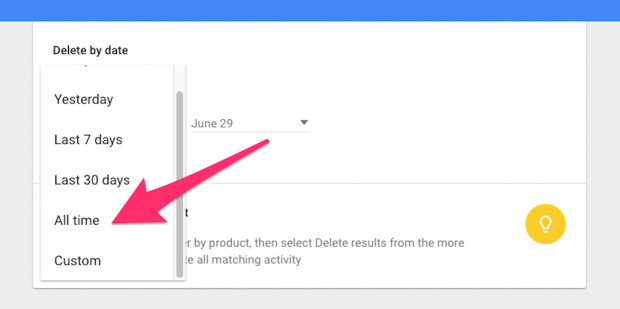 Delete by date
Yesterday
June 29
Last 7 days
Last 30 days
All time
by product, then select Delete results from the more
Custom
all matching activity